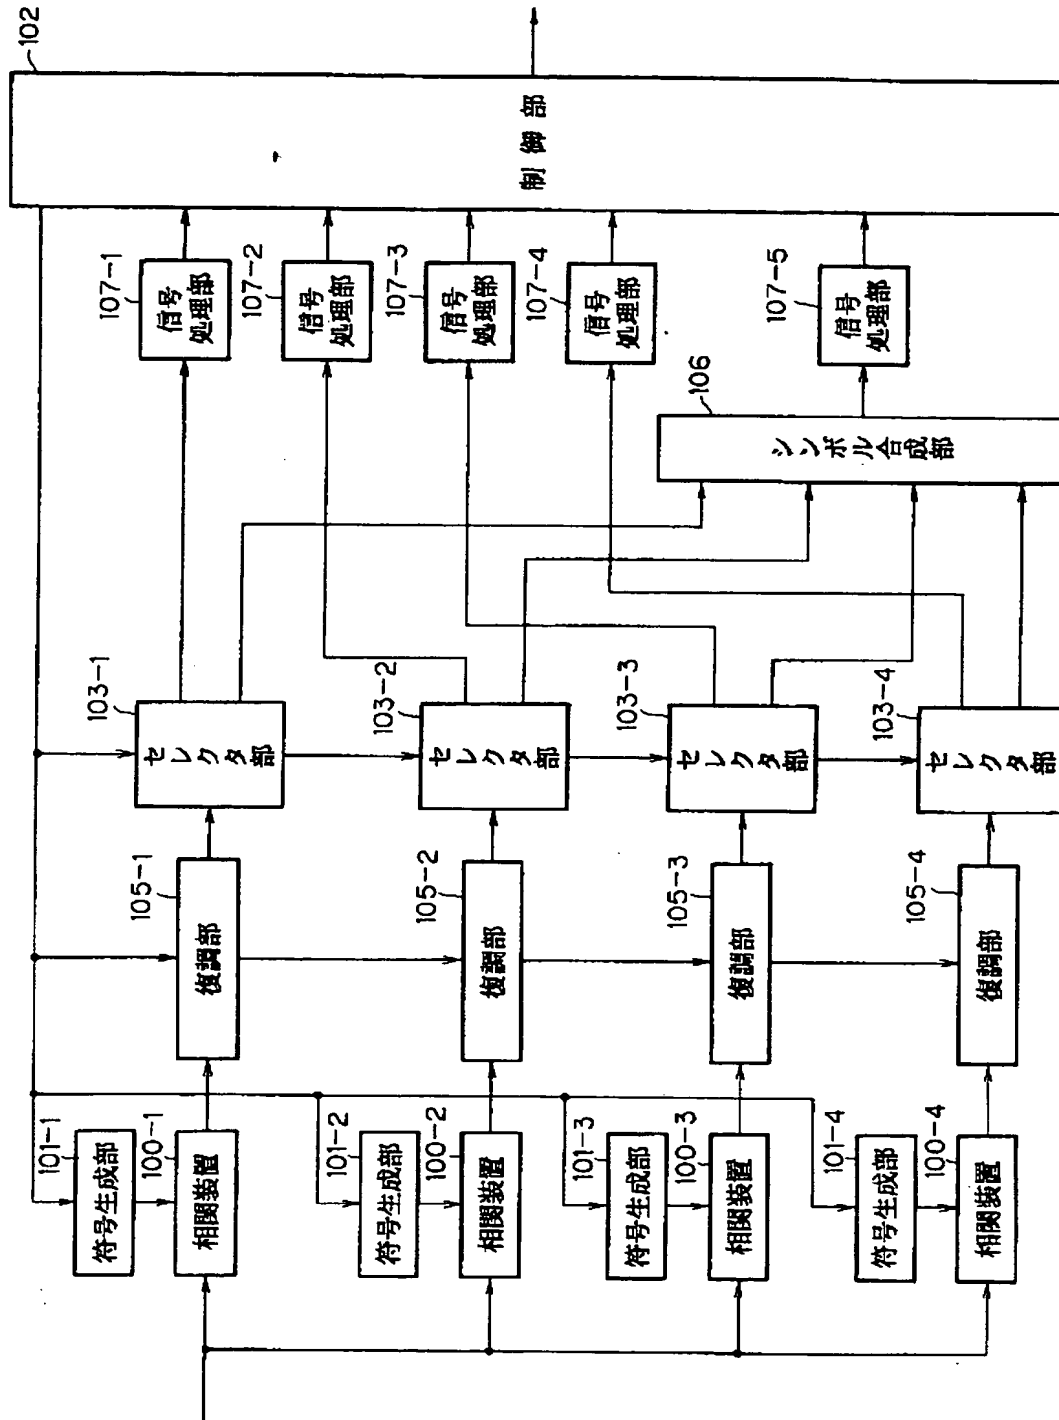 102
制御部
107-1
信号
処理部
107-2
信号
処理部
107-3
信号
処理部
107-4
信号
処理部
107-5
信号
処理部
106
シンボル合成部
103-1
セレクタ部
103-2
セレクタ部
103-3
セレクタ部
103-4
セレクタ部
105-1
復調部
105-2
復調部
105-3
復調部
105-4
復調部
101-1
符号生成部
100-1
相関装置
101-2
符号生成部
100-2
相関装置
101-3
符号生成部
100-3
相関装置
101-4
符号生成部
100-4
相関装置